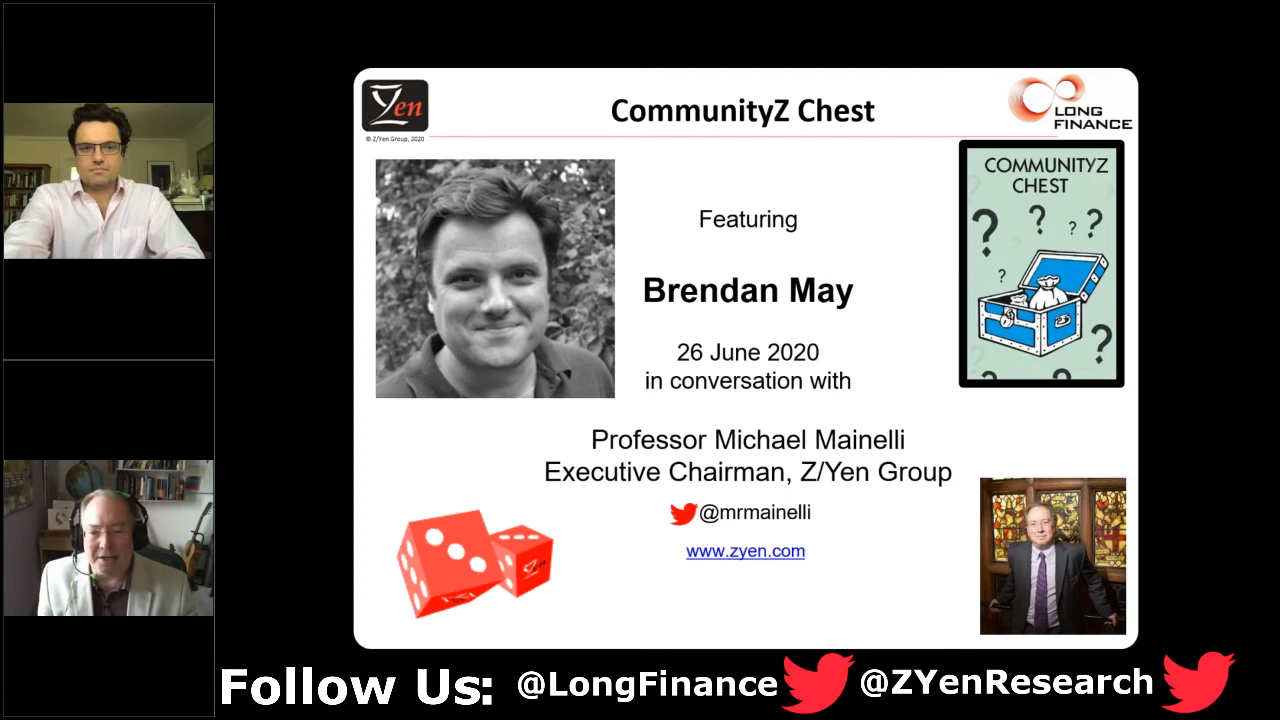 Zen
© Z/Yen Group, 2020
CommunityZ Chest
LONG
FINANCE
COMMUNITYZ
CHEST
? ? ? ?
?
?
? ? ?
Featuring
Brendan May
26 June 2020
in conversation with
Professor Michael Mainelli
Executive Chairman, Z/Yen Group
@mrmainelli
www.zyen.com
Follow Us: @LongFinance @ZYenResearch